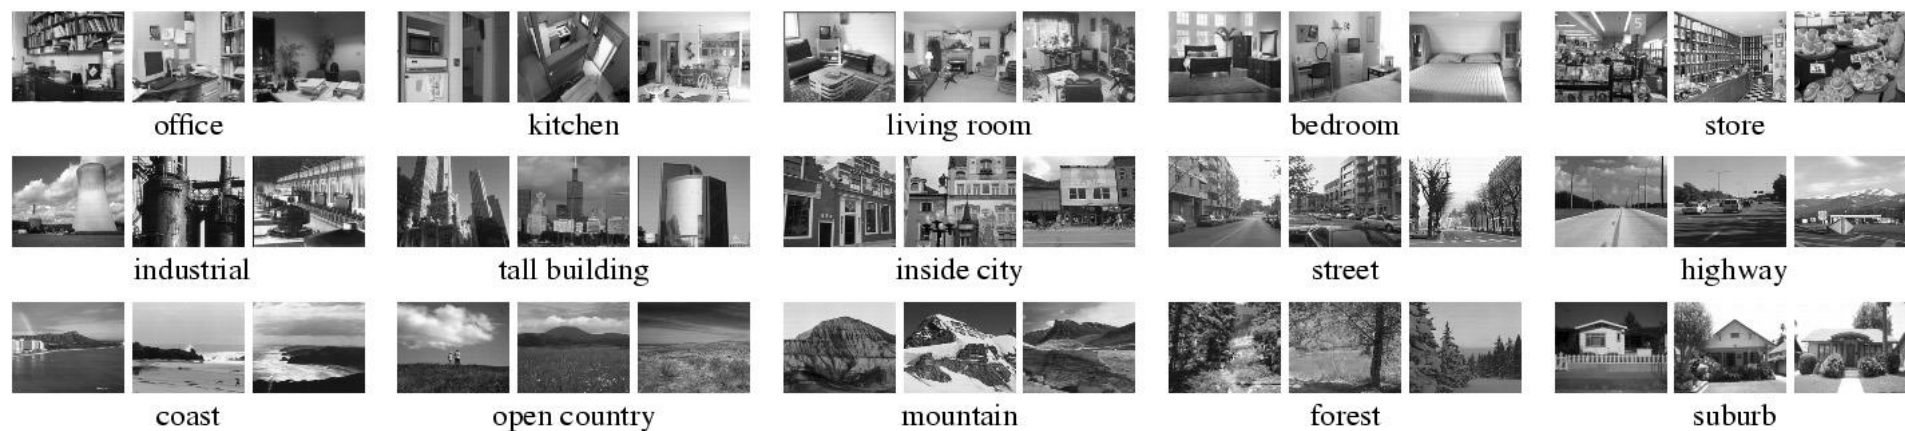 office
kitchen
living room
bedroom
store
industrial
tall building
inside city
street
highway
coast
open country
mountain
forest
suburb